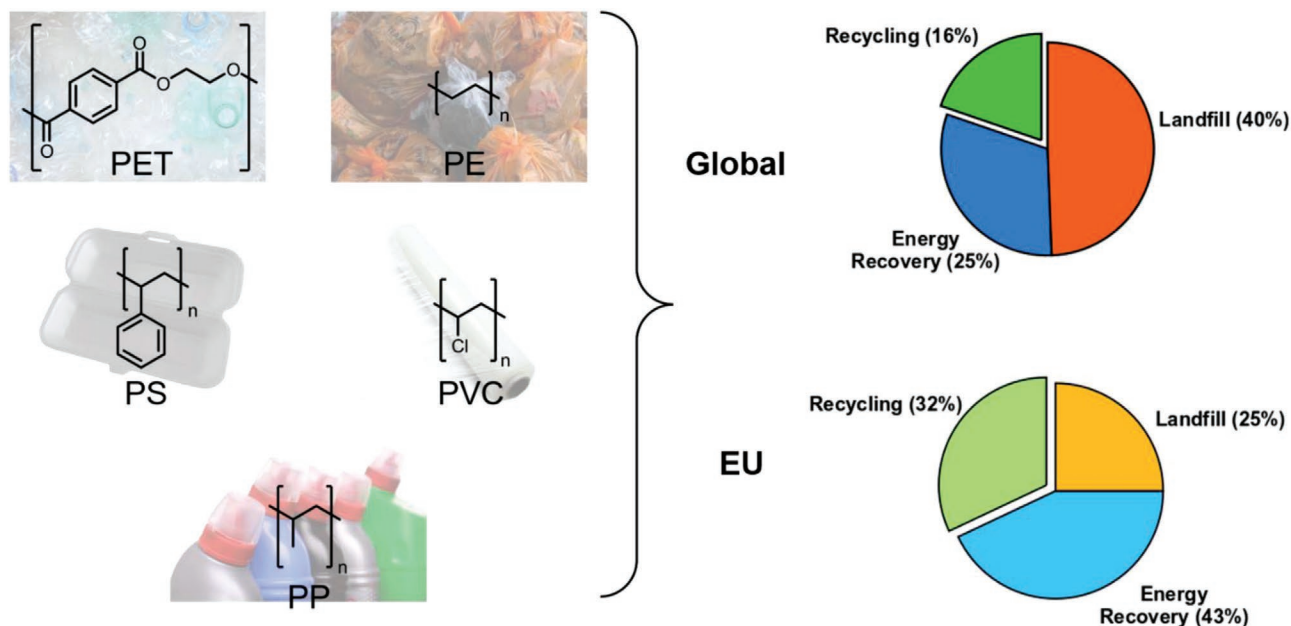 O
O
O
O
PET
n
PE
n
PS
Cl
n
PVC
n
PP
Global
Recycling (16%)
Landfill (40%)
Energy
Recovery (25%)
EU
Recycling (32%)
Landfill (25%)
Energy
Recovery (43%)